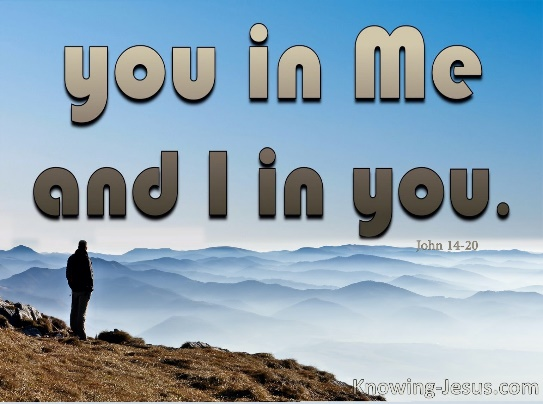 you in Me
and I in you.
John 14-20
Knowing-Jesus.com